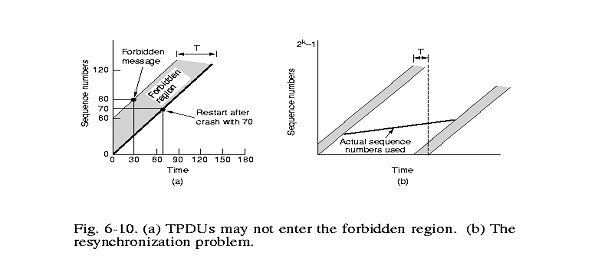 Forbidden
message
T
120
80
70
60
0
Sequence numbers
Forbidden
region
Restart after
crash with 70
0 30 60 90 120 150 180
Time
(a)
2k–1
T
Sequence numbers
Actual sequence
numbers used
Time
(b)
Fig. 6-10. (a) TPDUs may not enter the forbidden region. (b) The
resynchronization problem.